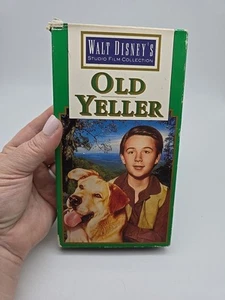 WALT DISNEY'S
STUDIO FILM COLLECTION
OLD
YELLER